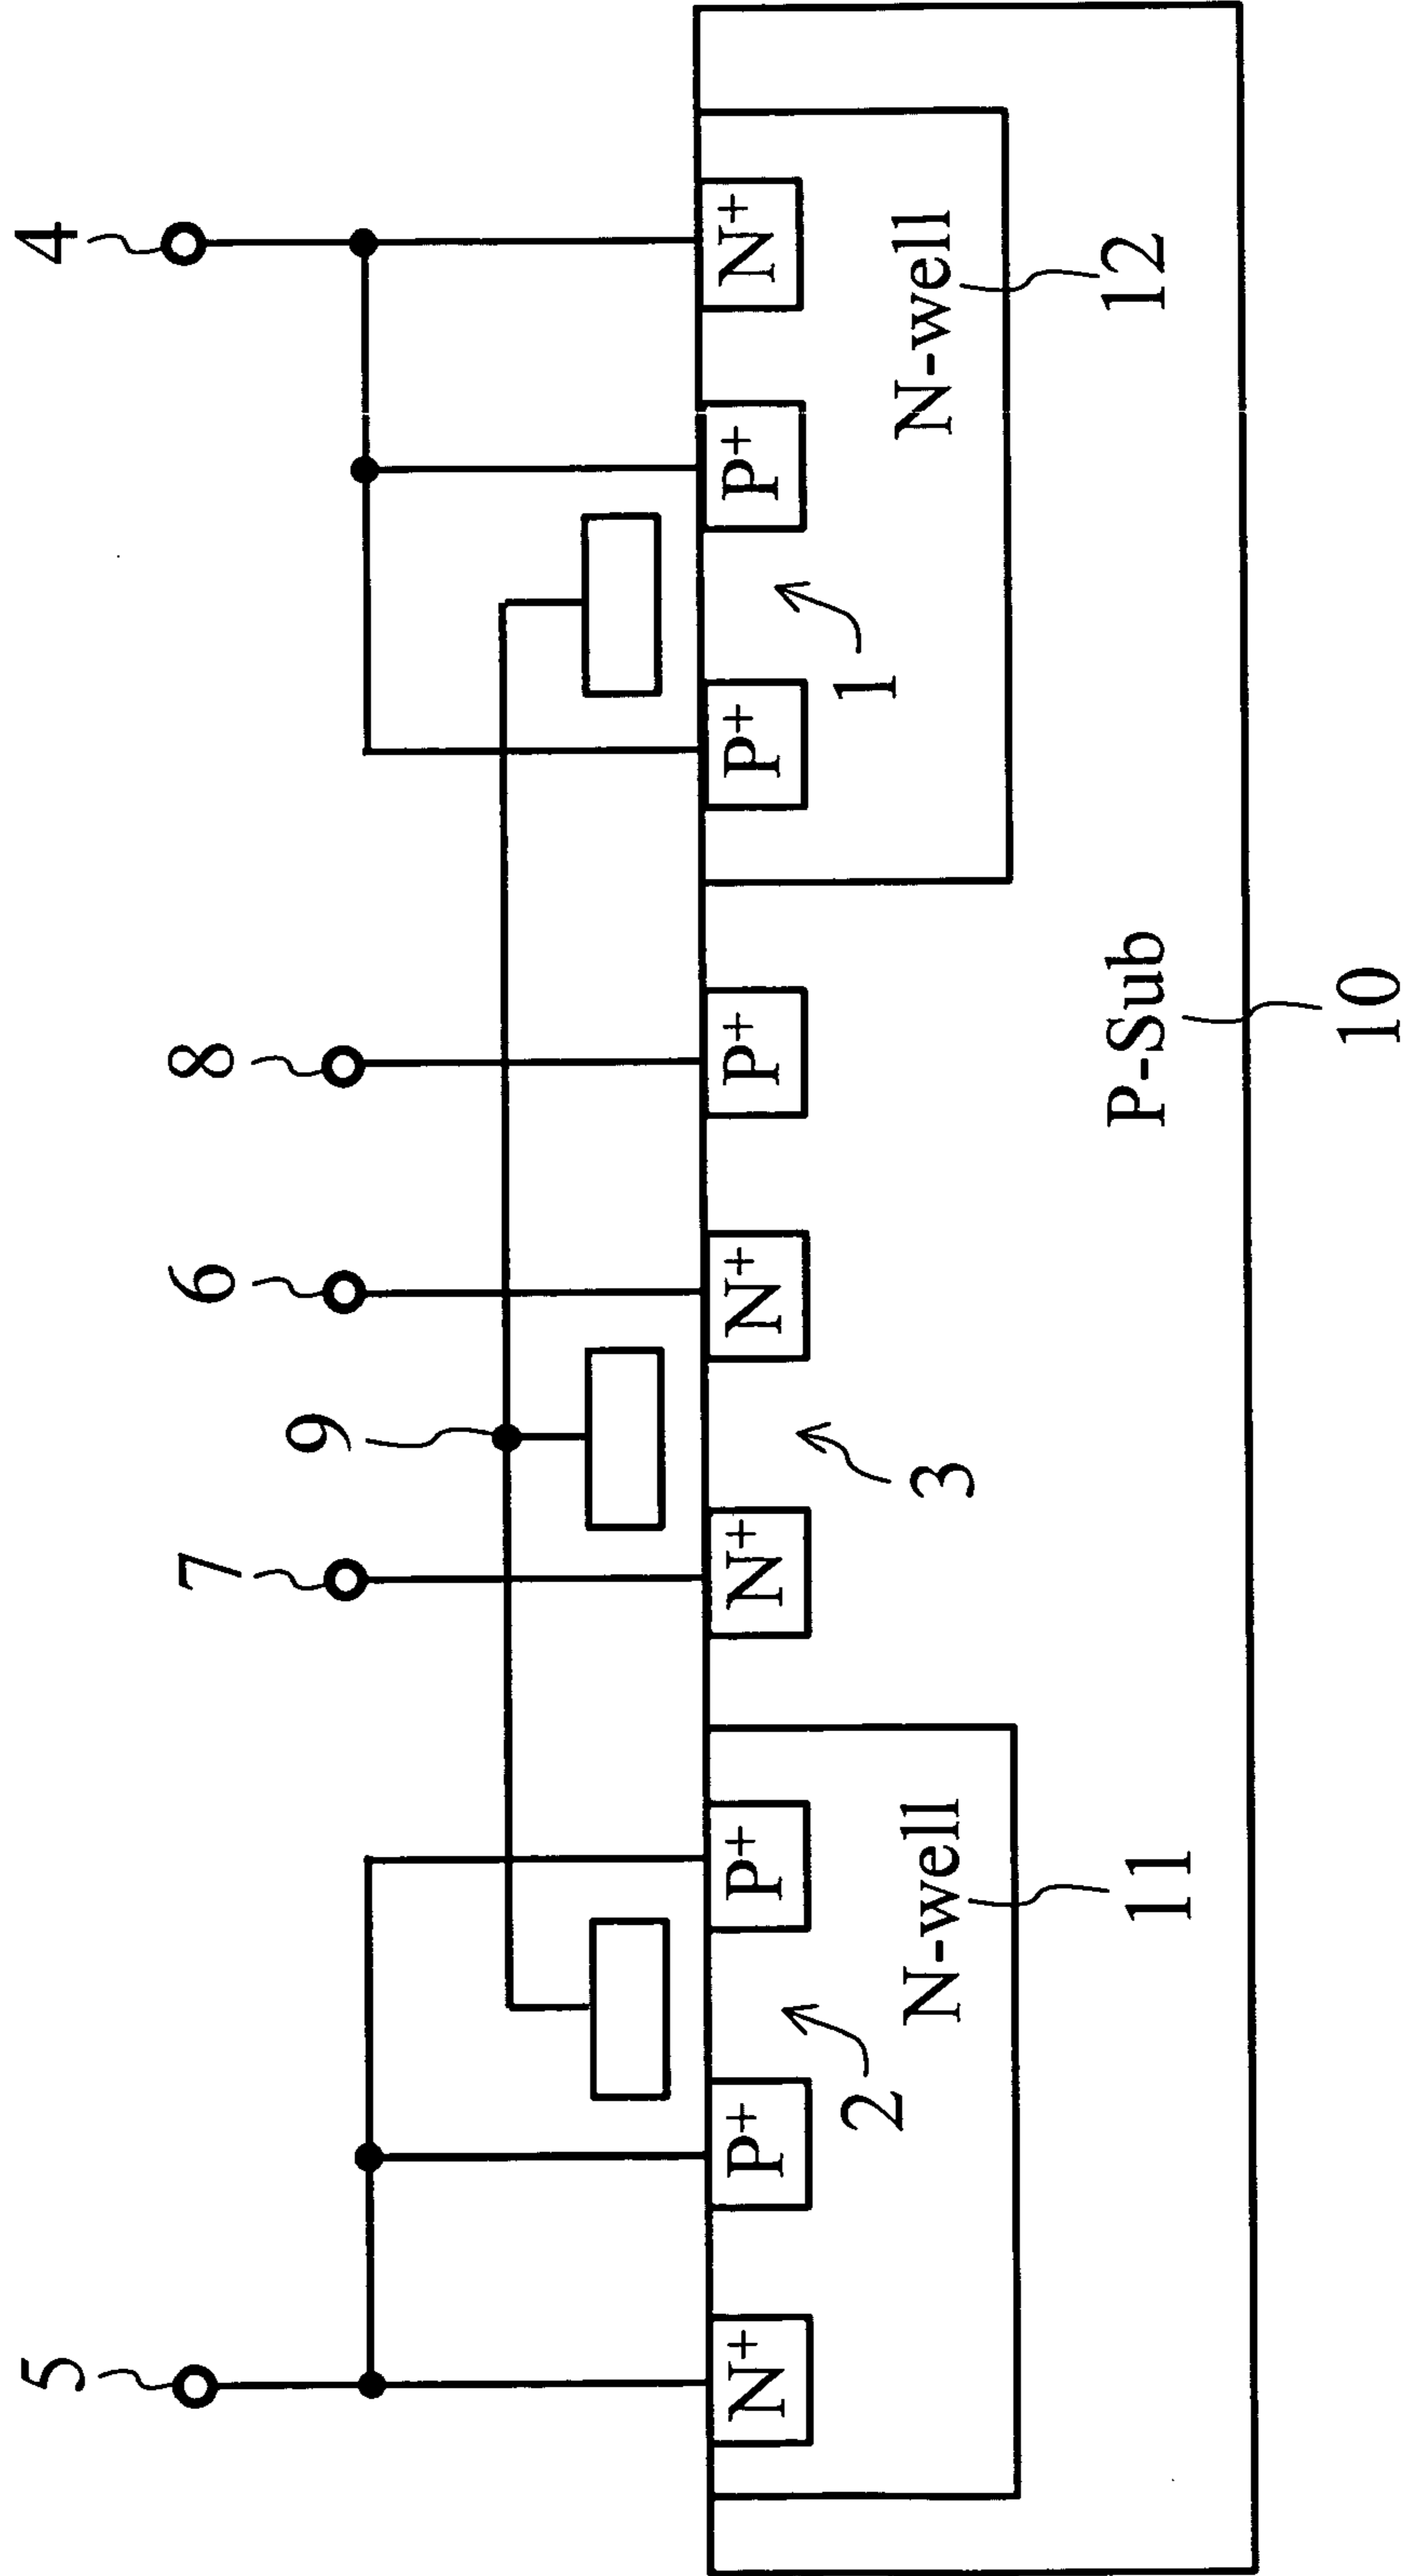 5 4
7 6 8
9
N+ P+ P+ N+ N+ P+ P+ P+ N+
2 3 1
N-well N-well
11 P-Sub 12
10